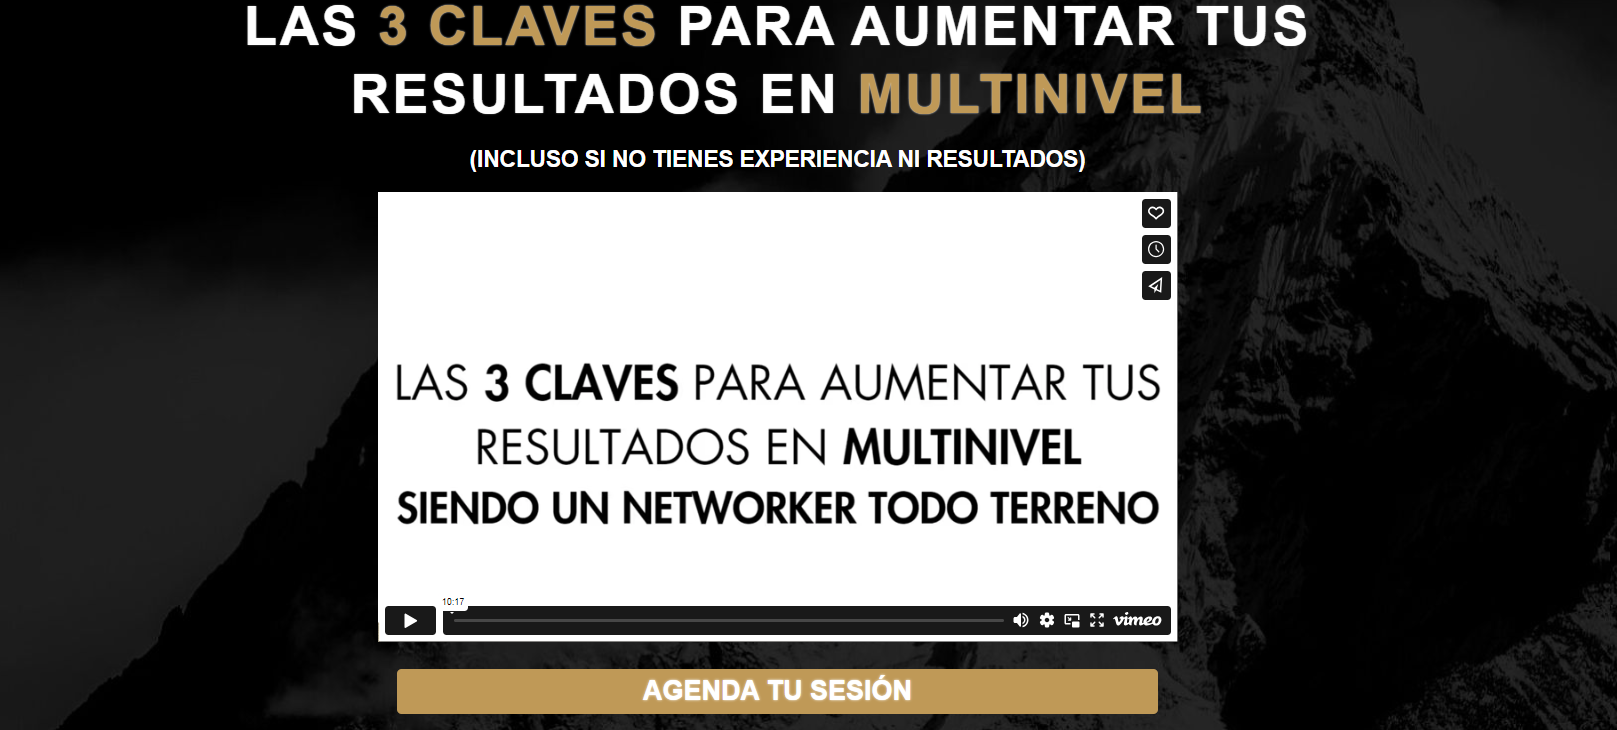 LAS 3 CLAVES PARA AUMENTAR TUS
RESULTADOS EN MULTINIVEL
(INCLUSO SI NO TIENES EXPERIENCIA NI RESULTADOS)
LAS 3 CLAVES PARA AUMENTAR TUS
RESULTADOS EN MULTINIVEL
SIENDO UN NETWORKER TODO TERRENO
10:17
vimeo
AGENDA TU SESIÓN